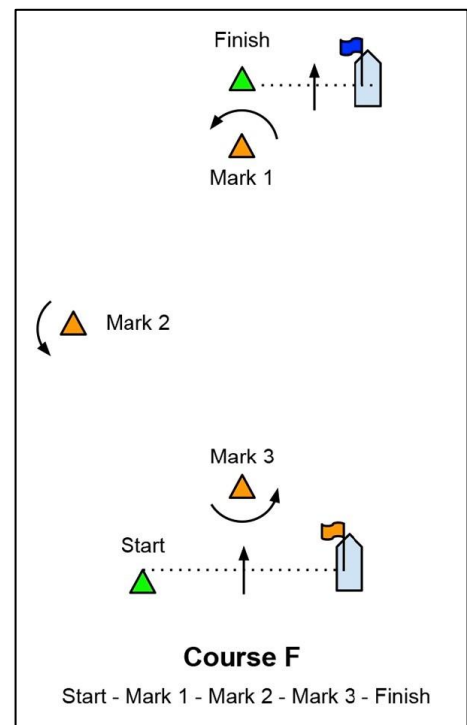 Finish
Mark 1
Mark 2
Mark 3
Start
Course F
Start - Mark 1 - Mark 2 - Mark 3 - Finish